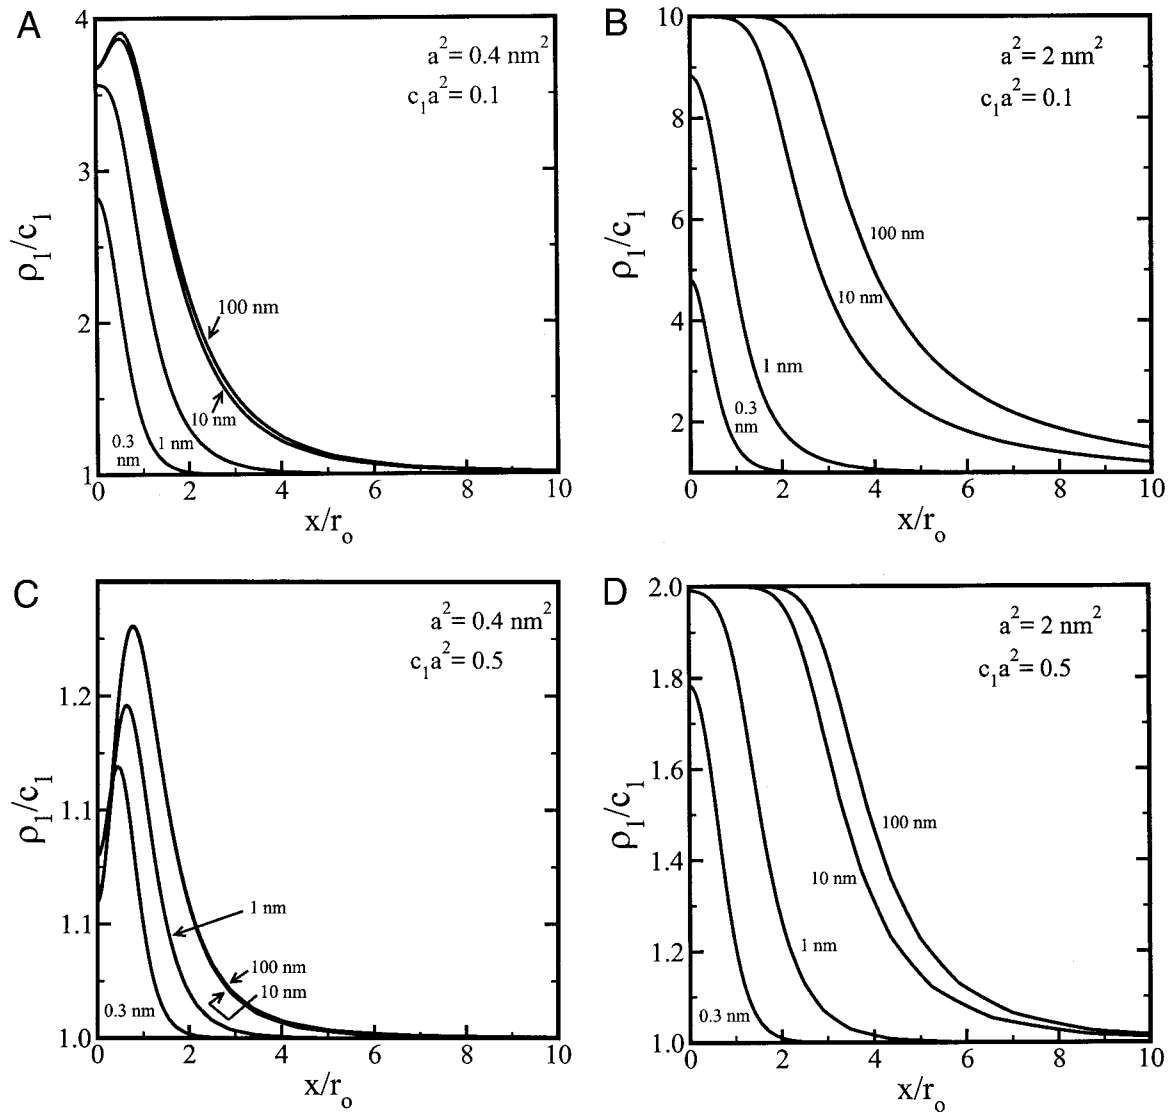 A
4
3
2
1
0
2
4
6
8
10
ρ₁/c₁
x/rₒ
a² = 0.4 nm²
c₁a² = 0.1
100 nm
10 nm
1 nm
0.3
nm
B
10
8
6
4
2
0
2
4
6
8
10
ρ₁/c₁
x/rₒ
a² = 2 nm²
c₁a² = 0.1
100 nm
10 nm
1 nm
0.3
nm
C
1.2
1.1
1.1
1.0
0
2
4
6
8
10
ρ₁/c₁
x/rₒ
a² = 0.4 nm²
c₁a² = 0.5
1 nm
100 nm
10 nm
0.3 nm
D
2.0
1.8
1.6
1.4
1.2
1.0
0
2
4
6
8
10
ρ₁/c₁
x/rₒ
a² = 2 nm²
c₁a² = 0.5
100 nm
10 nm
1 nm
0.3 nm